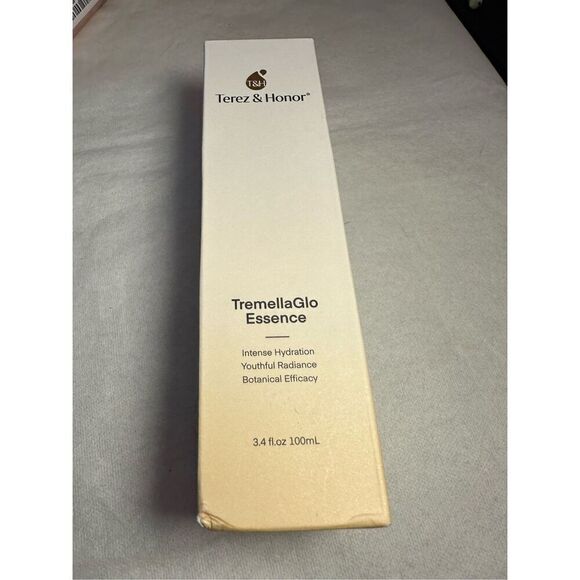 T&H
Terez & Honor®
TremellaGlo
Essence
Intense Hydration
Youthful Radiance
Botanical Efficacy
3.4 fl.oz 100mL